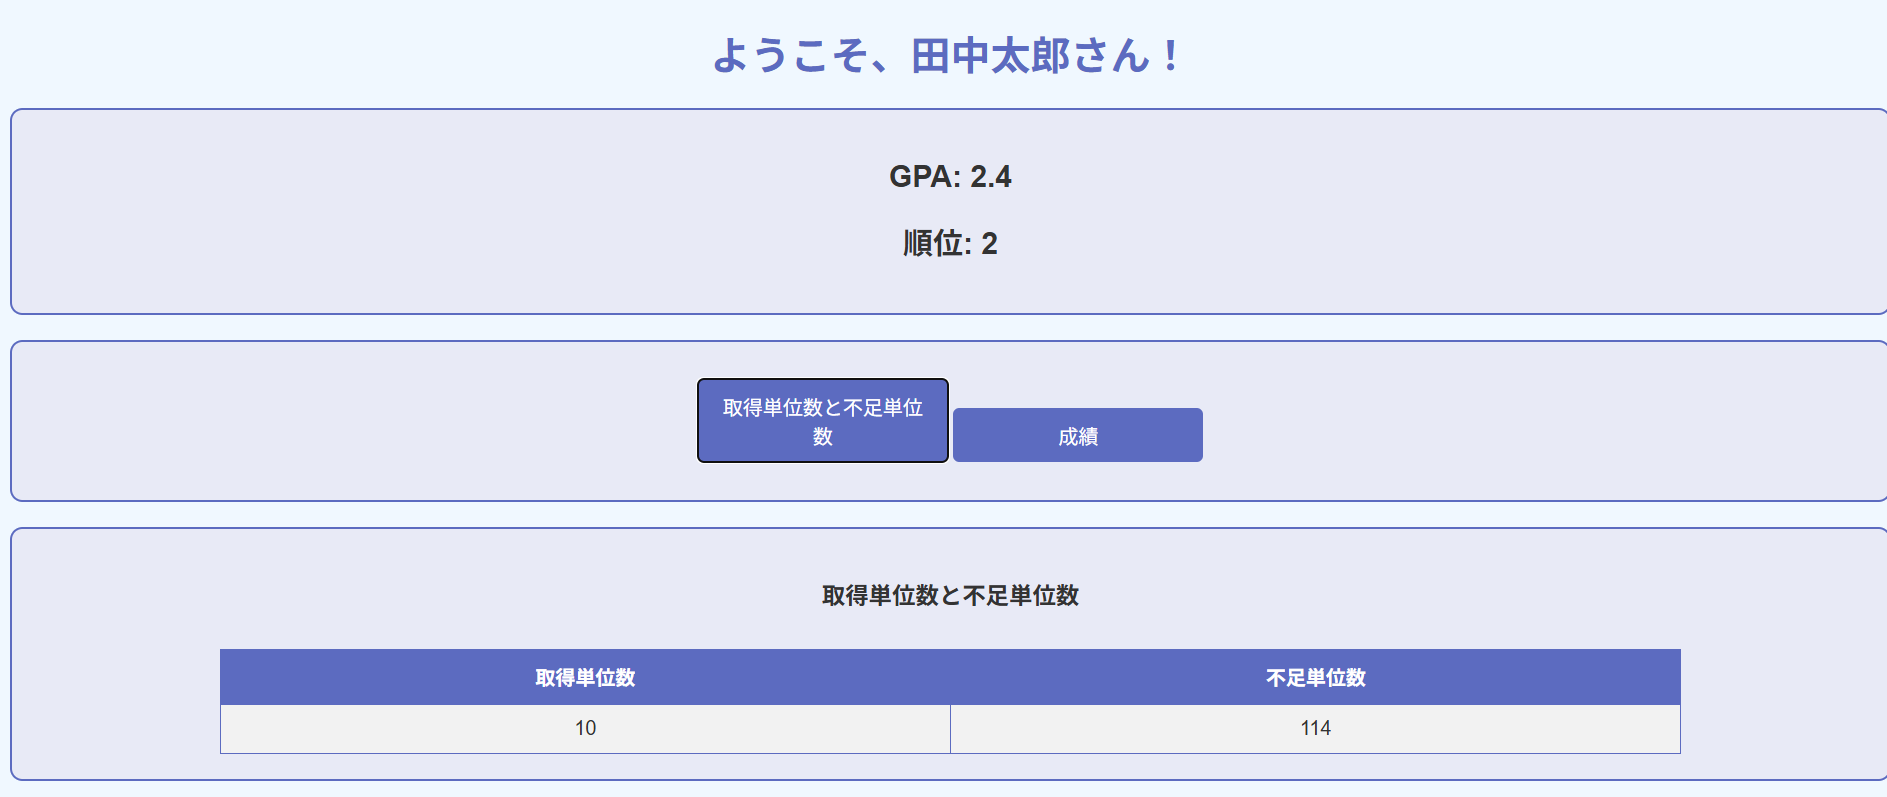 ようこそ、田中太郎さん！
GPA: 2.4
順位: 2
取得単位数と不足単位
数
成績
取得単位数と不足単位数
取得単位数 不足単位数
10 114